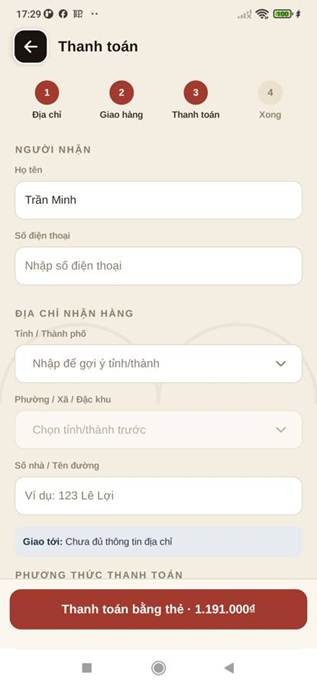 17:29
100
Thanh toán
1 2 3 4
Địa chỉ Giao hàng Thanh toán Xong
NGƯỜI NHẬN
Họ tên
Trần Minh
Số điện thoại
Nhập số điện thoại
ĐỊA CHỈ NHẬN HÀNG
Tỉnh / Thành phố
Nhập để gợi ý tỉnh/thành
Phường / Xã / Đặc khu
Chọn tỉnh/thành trước
Số nhà / Tên đường
Ví dụ: 123 Lê Lợi
Giao tới: Chưa đủ thông tin địa chỉ
PHƯƠNG THỨC THANH TOÁN
Thanh toán bằng thẻ · 1.191.000₫